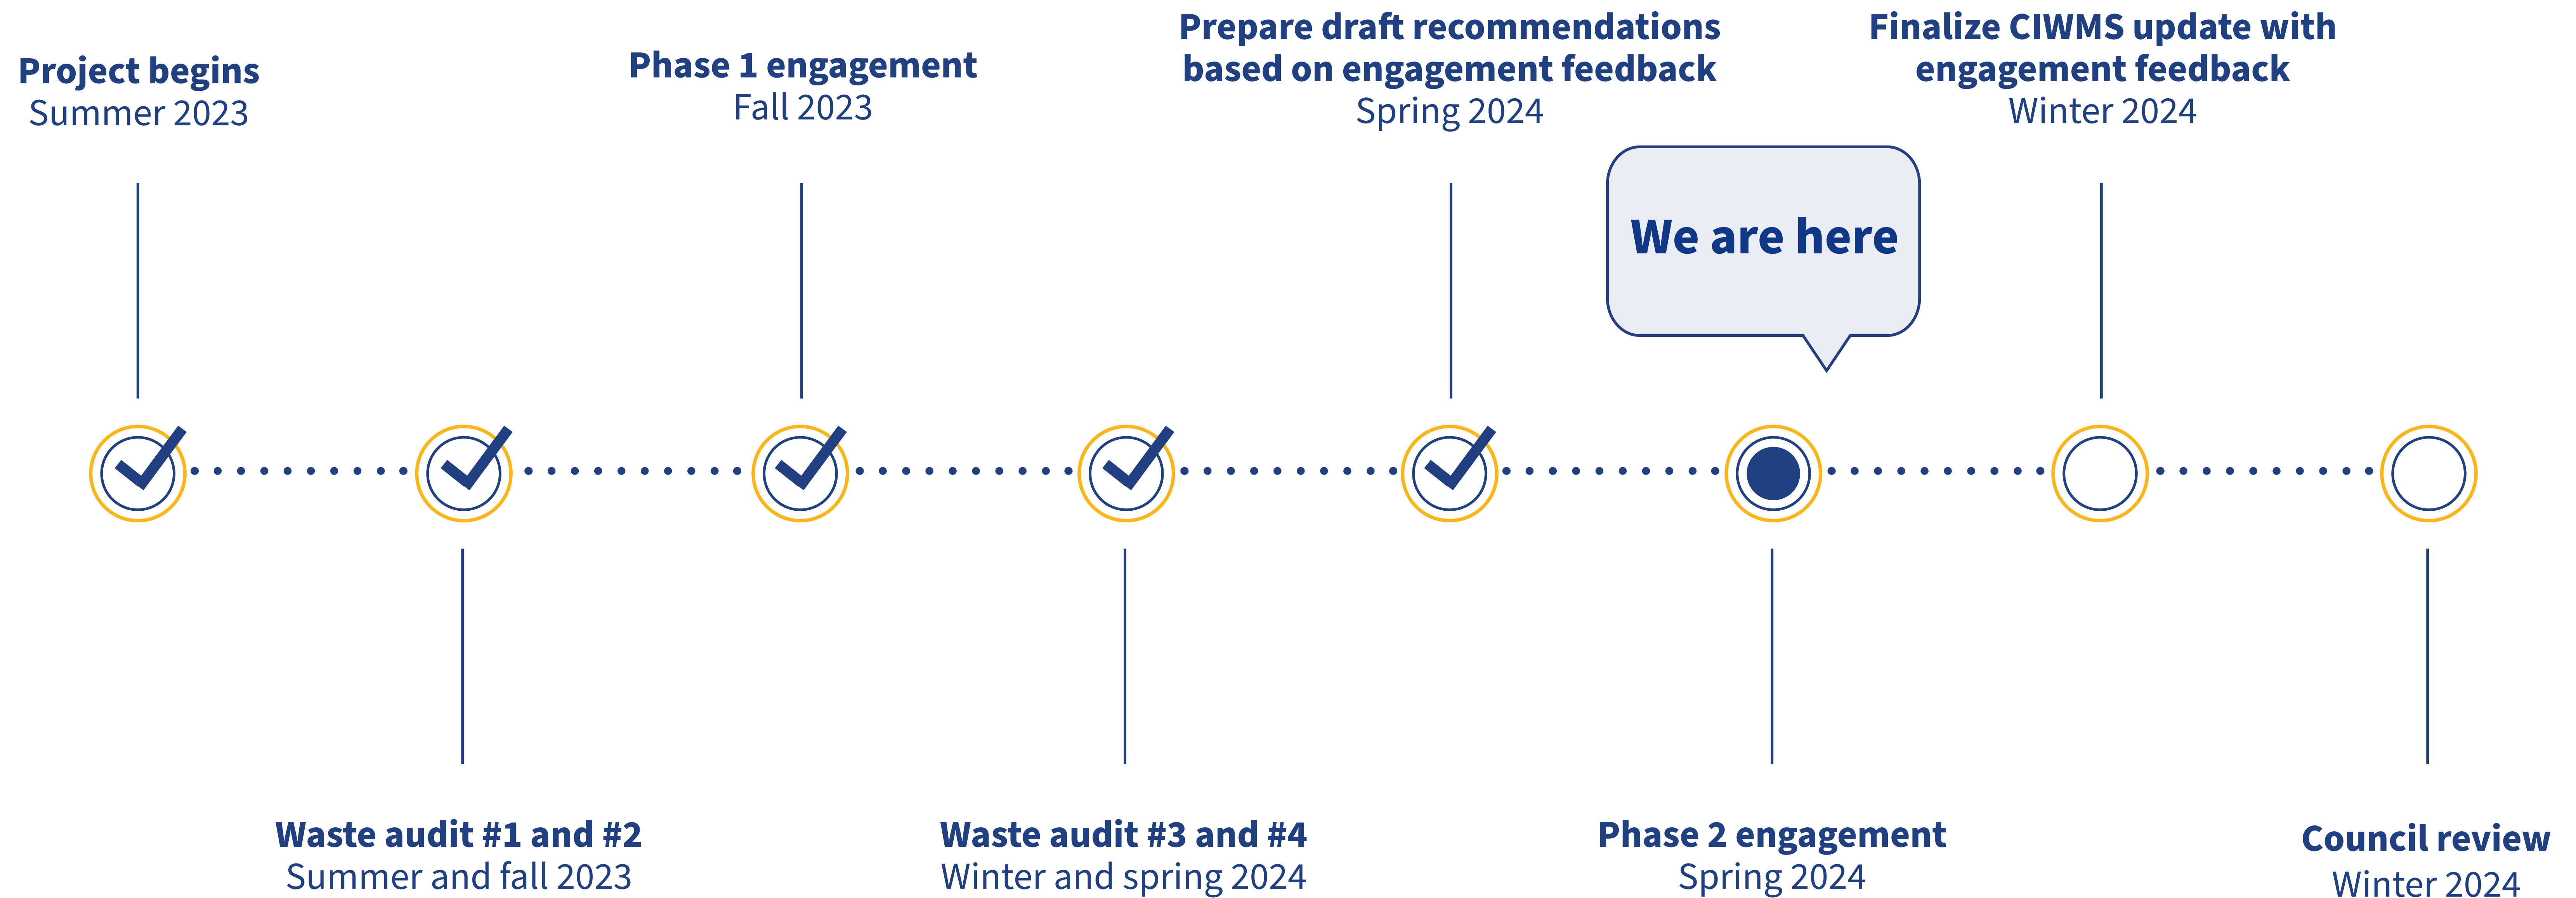 Project begins
Summer 2023
Waste audit #1 and #2
Summer and fall 2023
Phase 1 engagement
Fall 2023
Waste audit #3 and #4
Winter and spring 2024
Prepare draft recommendations
based on engagement feedback
Spring 2024
We are here
Phase 2 engagement
Spring 2024
Finalize CIWMS update with
engagement feedback
Winter 2024
Council review
Winter 2024